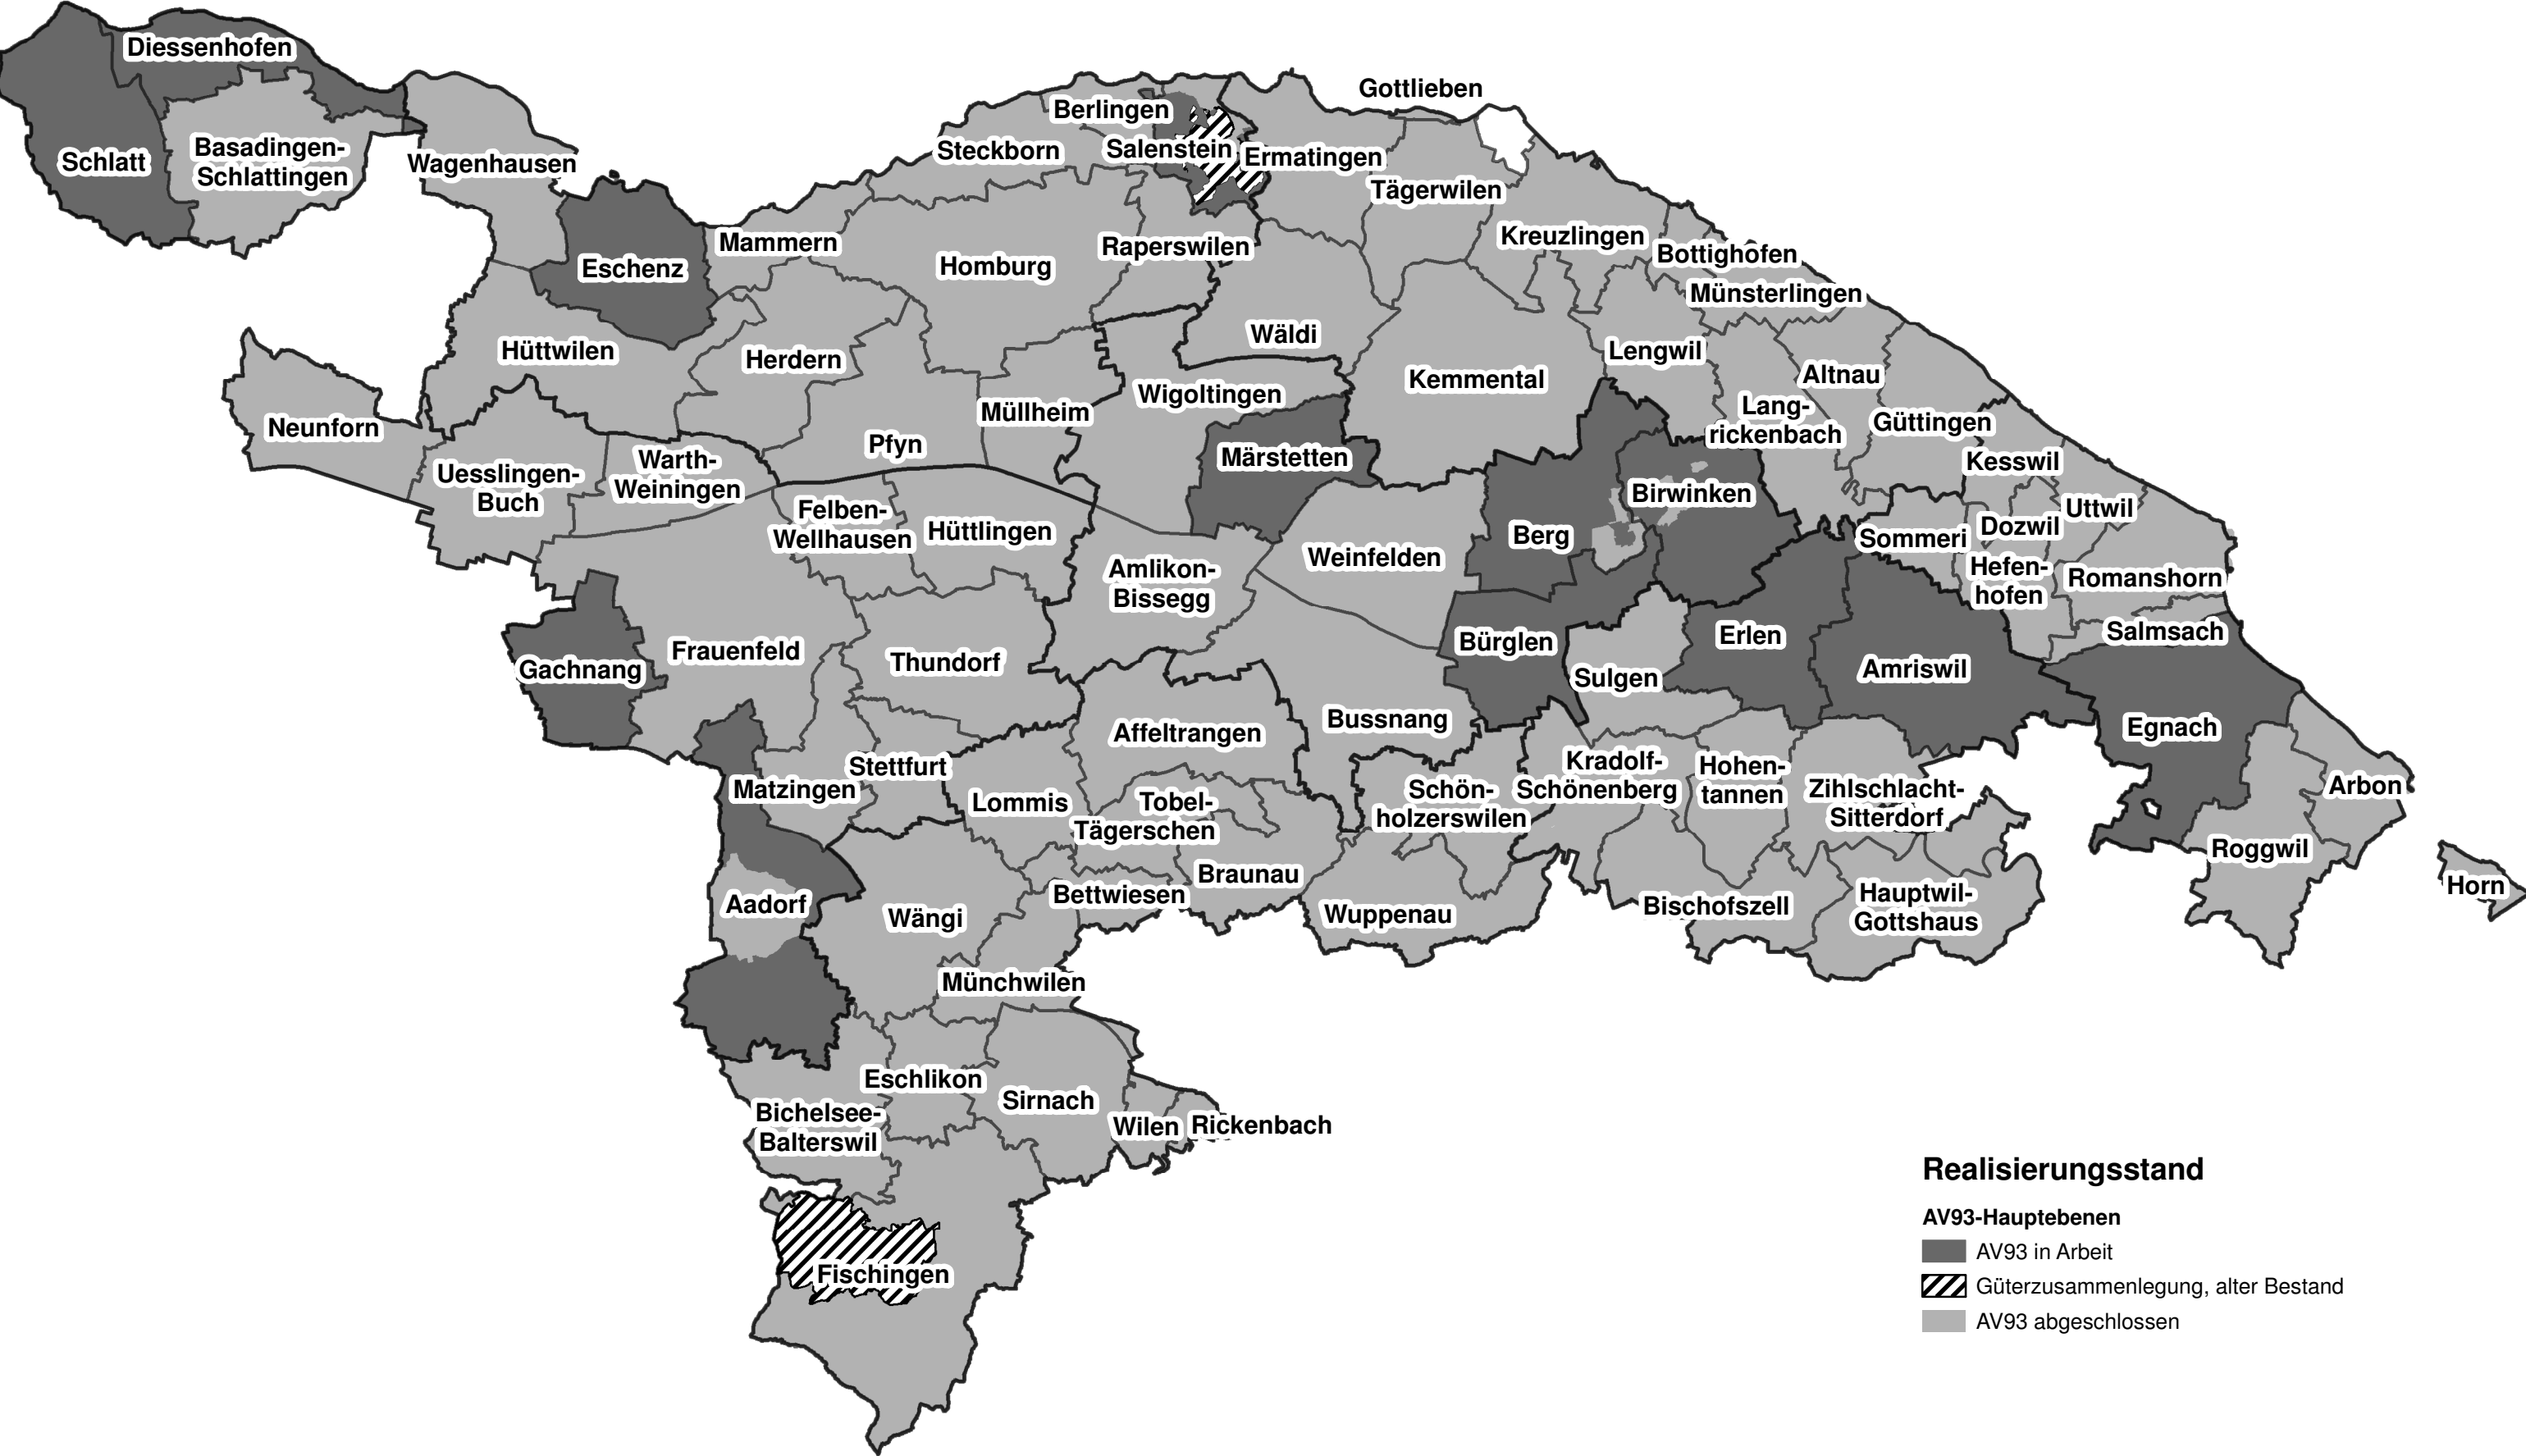 Diessenhofen
Gottlieben
Berlingen
Steckborn
Salenstein
Ermatingen
Schlatt
Basadingen-
Schlattingen
Wagenhausen
Tägerwilen
Mammern
Eschenz
Homburg
Raperswilen
Kreuzlingen
Bottighofen
Münsterlingen
Hüttwilen
Herdern
Wäldi
Lengwil
Altnau
Kemmental
Wigoltingen
Müllheim
Lang-
rickenbach
Güttingen
Neunforn
Pfyn
Märstetten
Kesswil
Uesslingen-
Buch
Warth-
Weiningen
Birwinken
Uttwil
Felben-
Wellhausen
Hüttlingen
Berg
Sommeri
Dozwil
Weinfelden
Amlikon-
Bissegg
Hefen-
hofen
Romanshorn
Gachnang
Frauenfeld
Thundorf
Bürglen
Sulgen
Erlen
Amriswil
Salmsach
Affeltrangen
Bussnang
Egnach
Matzingen
Stettfurt
Lommis
Tobel-
Tägerschen
Schön-
holzerswilen
Kradolf-
Schönenberg
Hohen-
tannen
Zihlschlacht-
Sitterdorf
Arbon
Roggwil
Horn
Aadorf
Wängi
Bettwiesen
Braunau
Wuppenau
Bischofszell
Hauptwil-
Gottshaus
Münchwilen
Eschlikon
Sirnach
Bichelsee-
Balterswil
Wilen
Rickenbach
Fischingen
Realisierungsstand
AV93-Hauptebenen
AV93 in Arbeit
Güterzusammenlegung, alter Bestand
AV93 abgeschlossen